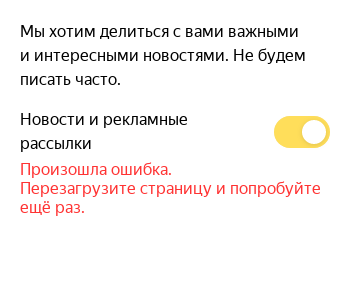 Мы хотим делиться с вами важными
и интересными новостями. Не будем
писать часто.
Новости и рекламные
рассылки
Произошла ошибка.
Перезагрузите страницу и попробуйте
ещё раз.